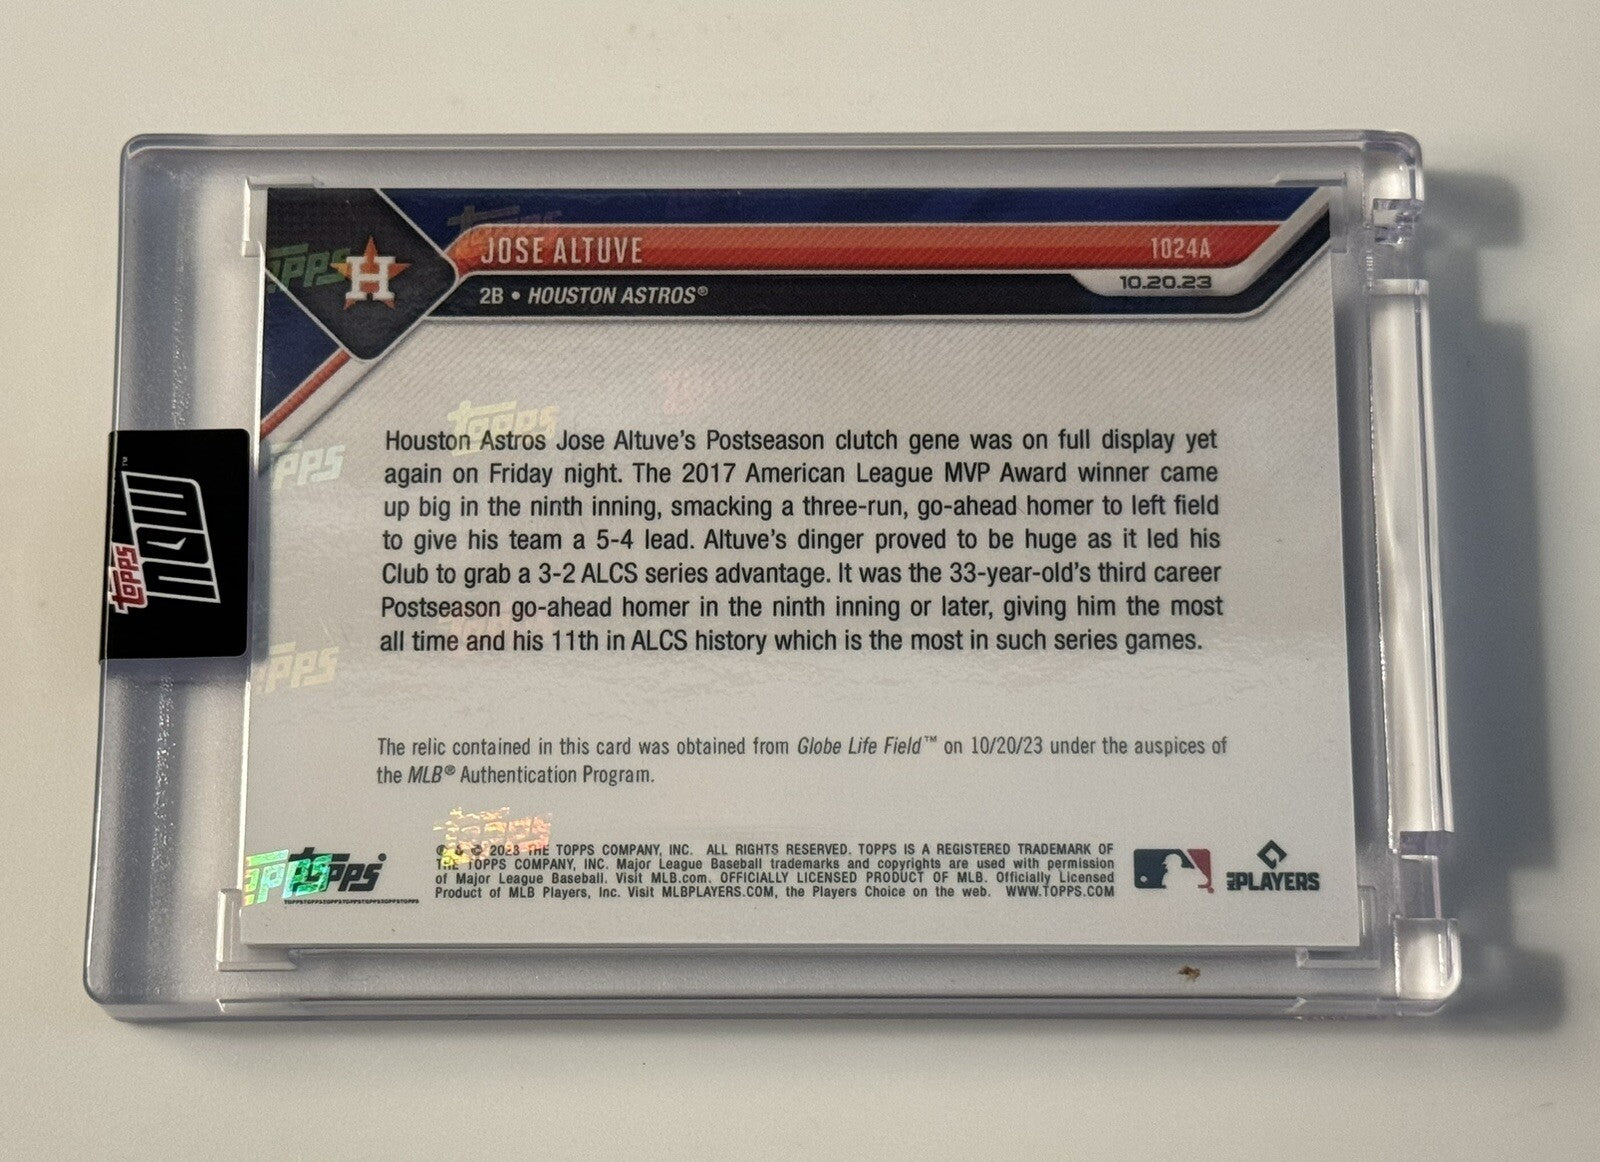 JOSE ALTUVE 1024A
2B • HOUSTON ASTROS® 10.20.23
H
Houston Astros Jose Altuve's Postseason clutch gene was on full display yet
again on Friday night. The 2017 American League MVP Award winner came
up big in the ninth inning, smacking a three-run, go-ahead homer to left field
to give his team a 5-4 lead. Altuve's dinger proved to be huge as it led his
Club to grab a 3-2 ALCS series advantage. It was the 33-year-old's third career
Postseason go-ahead homer in the ninth inning or later, giving him the most
all time and his 11th in ALCS history which is the most in such series games.
topps NOW™
The relic contained in this card was obtained from Globe Life Field™ on 10/20/23 under the auspices of
the MLB® Authentication Program.
® & © 2023 THE TOPPS COMPANY, INC. ALL RIGHTS RESERVED. TOPPS IS A REGISTERED TRADEMARK OF
THE TOPPS COMPANY, INC. Major League Baseball trademarks and copyrights are used with permission
of Major League Baseball. Visit MLB.com. OFFICIALLY LICENSED PRODUCT OF MLB. Officially Licensed
Product of MLB Players, Inc. Visit MLBPLAYERS.COM, the Players Choice on the web. WWW.TOPPS.COM
topps
PLAYERS